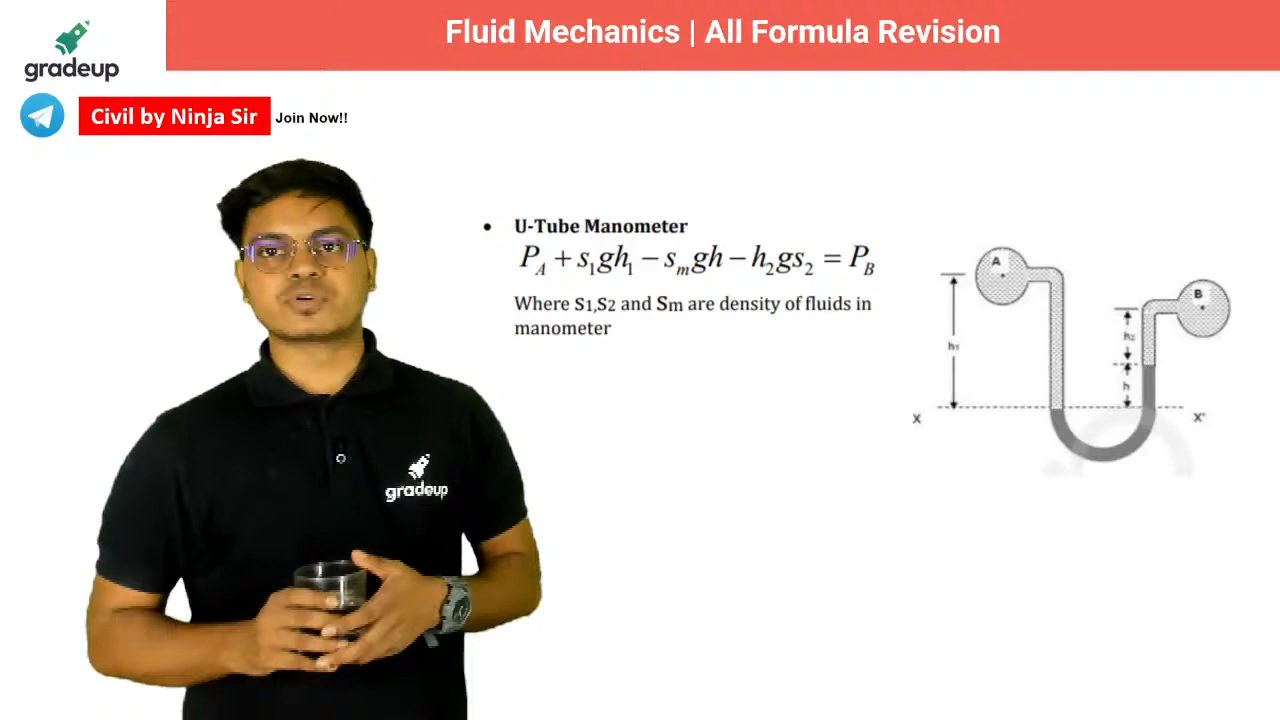 Fluid Mechanics | All Formula Revision
gradeup
Civil by Ninja Sir Join Now!!
• U-Tube Manometer
P_A + s_1gh_1 − s_mgh − h_2gs_2 = P_B
Where s1,s2 and Sm are density of fluids in
manometer
A
B
h1
h2
h
X
X'
gradeup